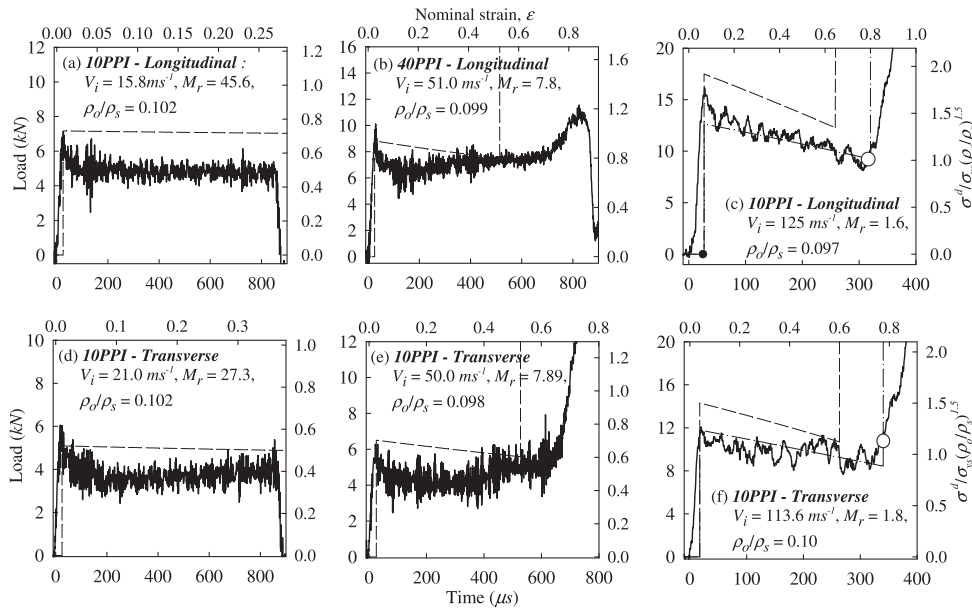 Nominal strain, ε
0.00 0.05 0.10 0.15 0.20 0.25
0.0 0.2 0.4 0.6 0.8
0.0 0.2 0.4 0.6 0.8 1.0
(a) 10PPI - Longitudinal :
V_i = 15.8ms⁻¹, M_r = 45.6,
ρ_o/ρ_s = 0.102
Load (kN)
12
10
8
6
4
2
0
1.2
1.0
0.8
0.6
0.4
0.2
0.0
0 200 400 600 800
(b) 40PPI - Longitudinal
V_i = 51.0 ms⁻¹, M_r = 7.8,
ρ_o/ρ_s = 0.099
16
14
12
10
8
6
4
2
0
1.6
1.2
0.8
0.4
0.0
0 200 400 600 800
(c) 10PPI - Longitudinal
V_i = 125 ms⁻¹, M_r = 1.6,
ρ_o/ρ_s = 0.097
20
15
10
5
0
2.0
1.5
1.0
0.5
0.0
σ^d/σ_ys(ρ/ρ_s)^1.5
0 100 200 300 400
0.0 0.1 0.2 0.3
0.0 0.2 0.4 0.6 0.8
0.0 0.2 0.4 0.6 0.8
(d) 10PPI - Transverse
V_i = 21.0 ms⁻¹, M_r = 27.3,
ρ_o/ρ_s = 0.102
Load (kN)
10
8
6
4
2
0
1.0
0.8
0.6
0.4
0.2
0.0
0 200 400 600 800
(e) 10PPI - Transverse
V_i = 50.0 ms⁻¹, M_r = 7.89,
ρ_o/ρ_s = 0.098
12
10
8
6
4
2
0
1.2
1.0
0.8
0.6
0.4
0.2
0.0
0 200 400 600 800
(f) 10PPI - Transverse
V_i = 113.6 ms⁻¹, M_r = 1.8,
ρ_o/ρ_s = 0.10
20
16
12
8
4
0
2.0
1.5
1.0
0.5
0.0
σ^d/σ_ys(ρ/ρ_s)^1.5
0 80 160 240 320 400
Time (μs)